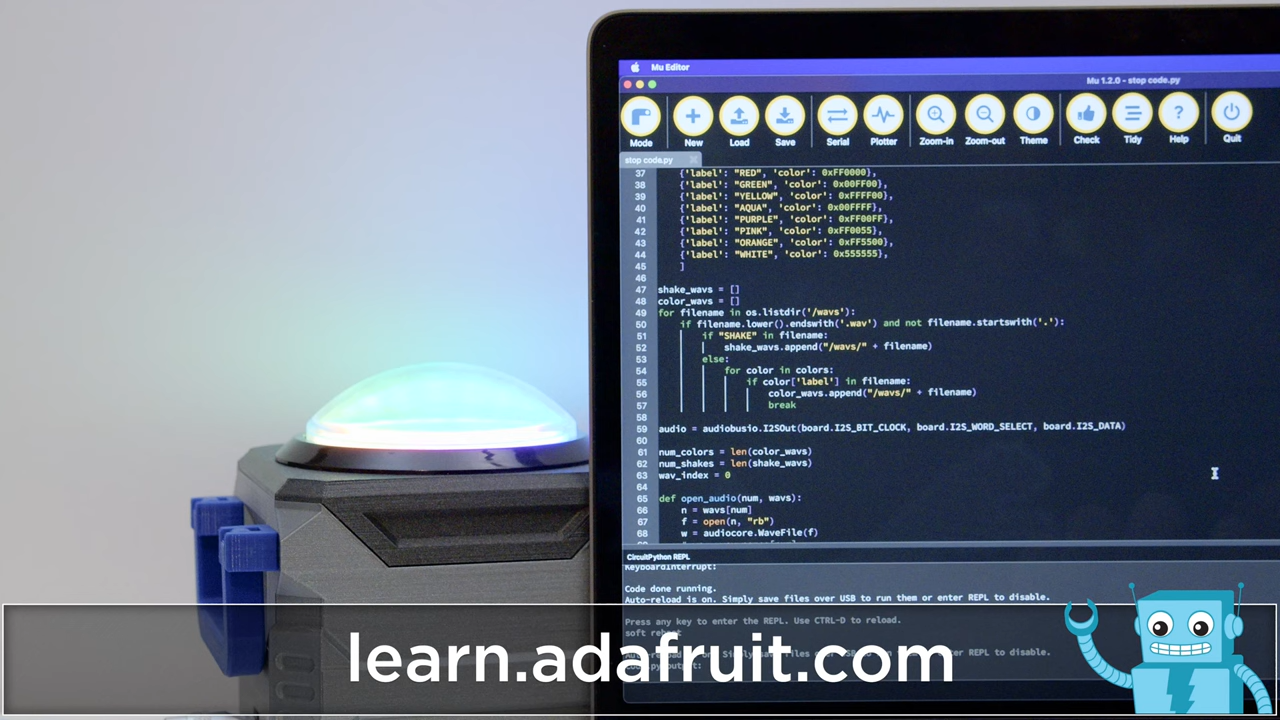 Mu Editor
Mu 1.2.0 - stop code.py
Mode New Load Save Serial Plotter Zoom-in Zoom-out Theme Check Tidy Help Quit
stop code.py
37 {'label': "RED", 'color': 0xFF0000},
38 {'label': "GREEN", 'color': 0x00FF00},
39 {'label': "YELLOW", 'color': 0xFFFF00},
40 {'label': "AQUA", 'color': 0x00FFFF},
41 {'label': "PURPLE", 'color': 0xFF00FF},
42 {'label': "PINK", 'color': 0xFF0055},
43 {'label': "ORANGE", 'color': 0xFF5500},
44 {'label': "WHITE", 'color': 0x555555},
45 ]
46
47 shake_wavs = []
48 color_wavs = []
49 for filename in os.listdir('/wavs'):
50 if filename.lower().endswith('.wav') and not filename.startswith('.'):
51 if "SHAKE" in filename:
52 shake_wavs.append("/wavs/" + filename)
53 else:
54 for color in colors:
55 if color['label'] in filename:
56 color_wavs.append("/wavs/" + filename)
57 break
58
59 audio = audiobusio.I2SOut(board.I2S_BIT_CLOCK, board.I2S_WORD_SELECT, board.I2S_DATA)
60
61 num_colors = len(color_wavs)
62 num_shakes = len(shake_wavs)
63 wav_index = 0
64
65 def open_audio(num, wavs):
66 n = wavs[num]
67 f = open(n, "rb")
68 w = audiocore.WaveFile(f)
CircuitPython REPL
KeyboardInterrupt:
Code done running.
Auto-reload is on. Simply save files over USB to run them or enter REPL to disable.
Press any key to enter the REPL. Use CTRL-D to reload.
soft reboot
REPL to disable.
learn.adafruit.com